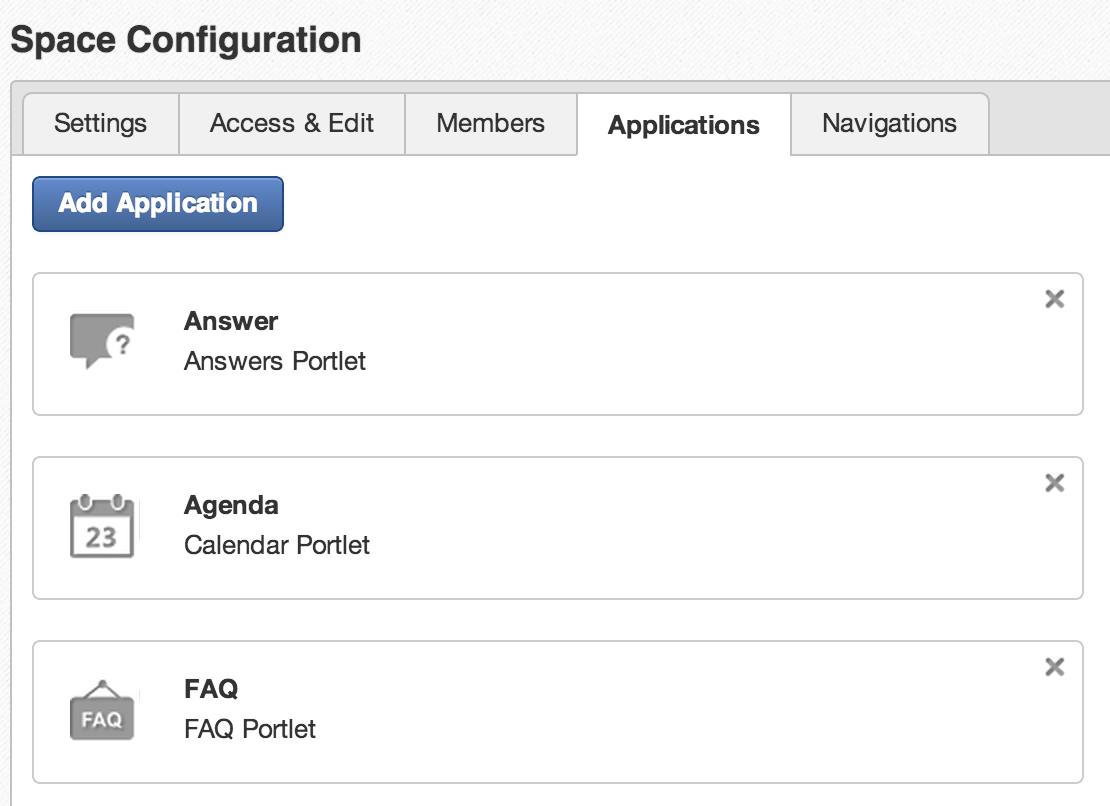 Space Configuration
Settings
Access & Edit
Members
Applications
Navigations
Add Application
Answer
Answers Portlet
?
Agenda
Calendar Portlet
23
FAQ
FAQ Portlet
FAQ